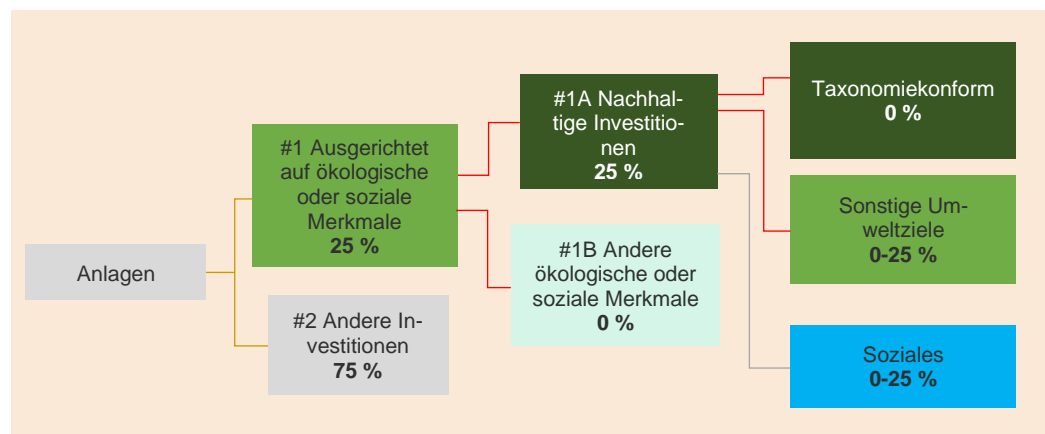 Anlagen
#1 Ausgerichtet
auf ökologische
oder soziale
Merkmale
25 %
#2 Andere In-
vestitionen
75 %
#1A Nachhal-
tige Investitio-
nen
25 %
#1B Andere
ökologische oder
soziale Merkmale
0 %
Taxonomiekonform
0 %
Sonstige Um-
weltziele
0-25 %
Soziales
0-25 %